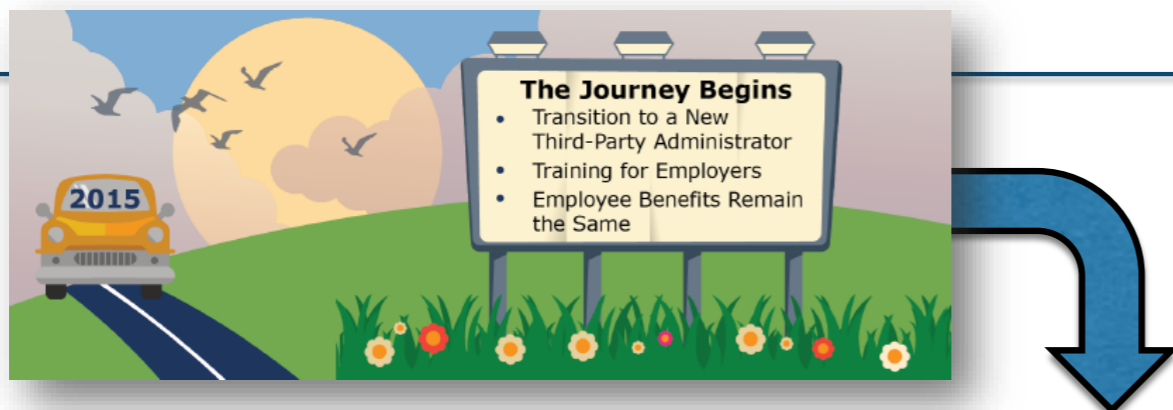 2015
The Journey Begins
• Transition to a New
Third-Party Administrator
• Training for Employers
• Employee Benefits Remain
the Same